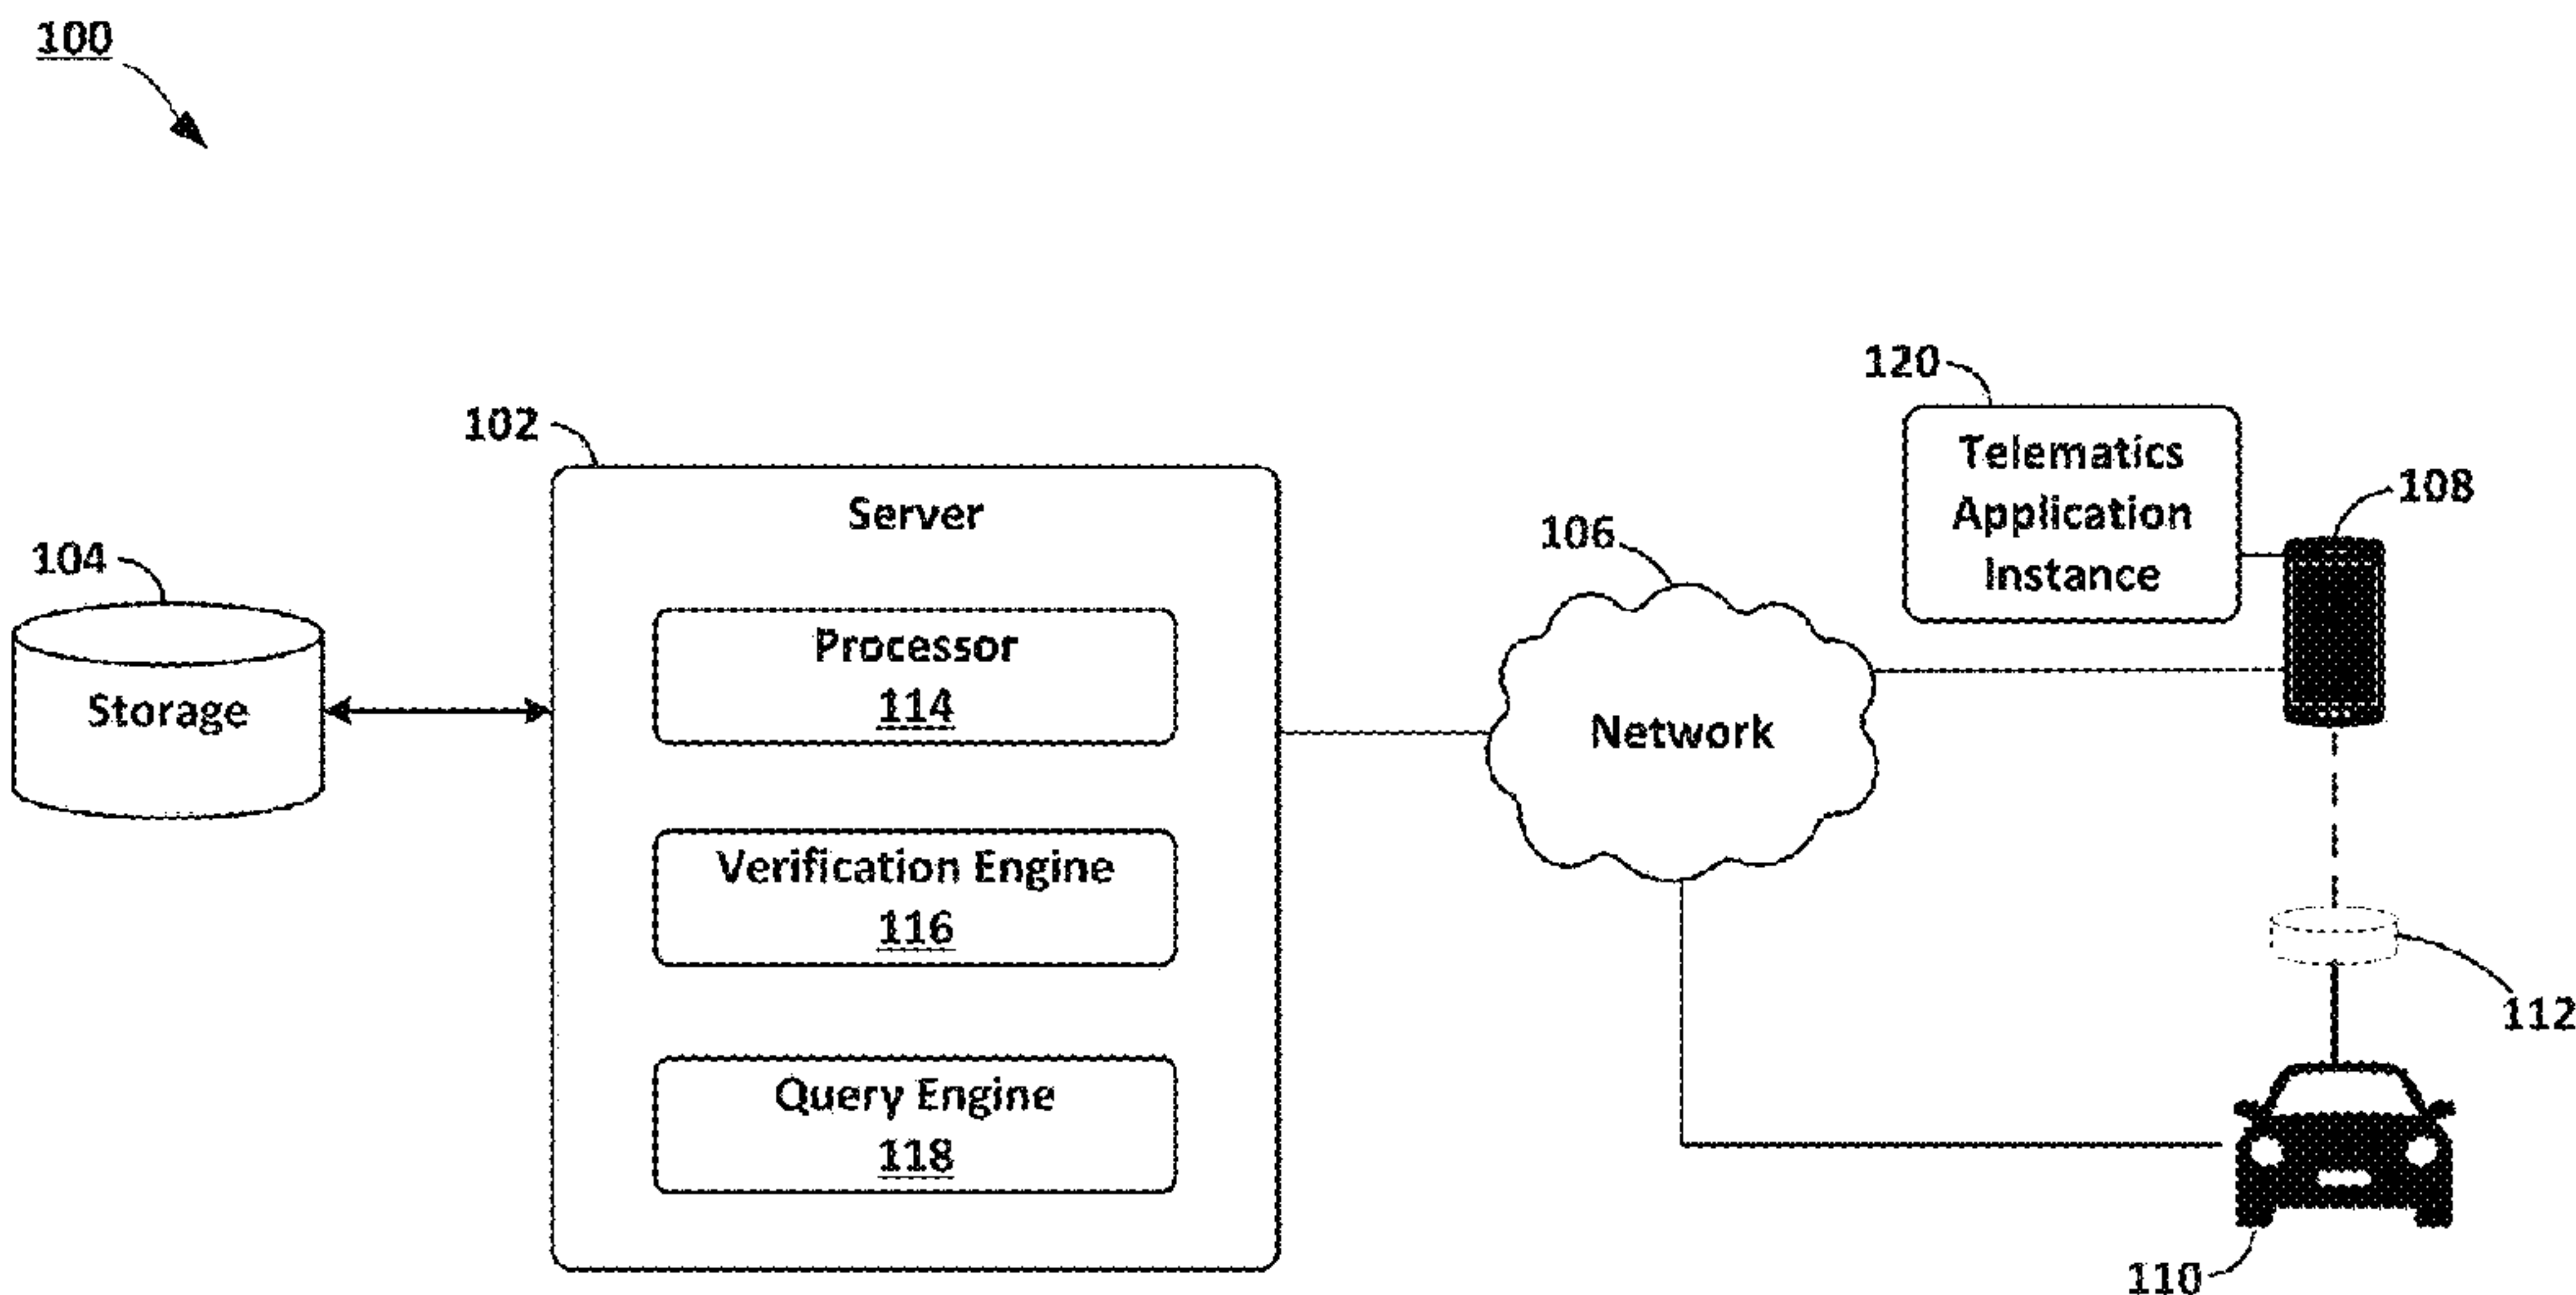 100
120
Telematics
Application
Instance
108
102
Server
106
104
Storage
Processor
114
Network
Verification Engine
116
112
Query Engine
118
110